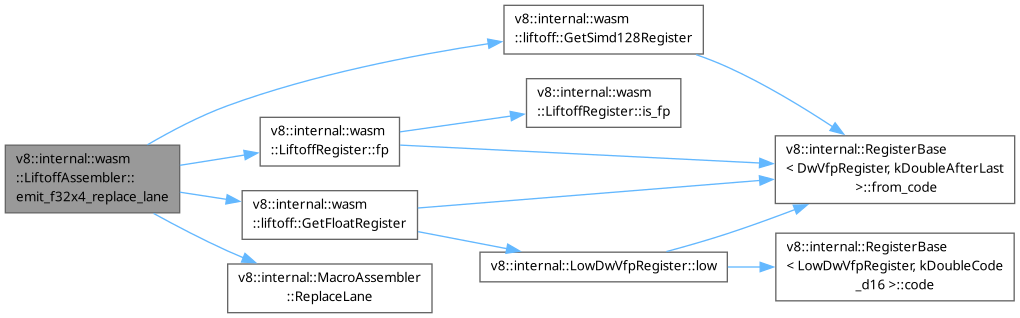 v8::internal::wasm
::LiftoffAssembler::
emit_f32x4_replace_lane
v8::internal::wasm
::liftoff::GetSimd128Register
v8::internal::wasm
::LiftoffRegister::fp
v8::internal::wasm
::LiftoffRegister::is_fp
v8::internal::wasm
::liftoff::GetFloatRegister
v8::internal::MacroAssembler
::ReplaceLane
v8::internal::LowDwVfpRegister::low
v8::internal::RegisterBase
< DwVfpRegister, kDoubleAfterLast
>::from_code
v8::internal::RegisterBase
< LowDwVfpRegister, kDoubleCode
_d16 >::code